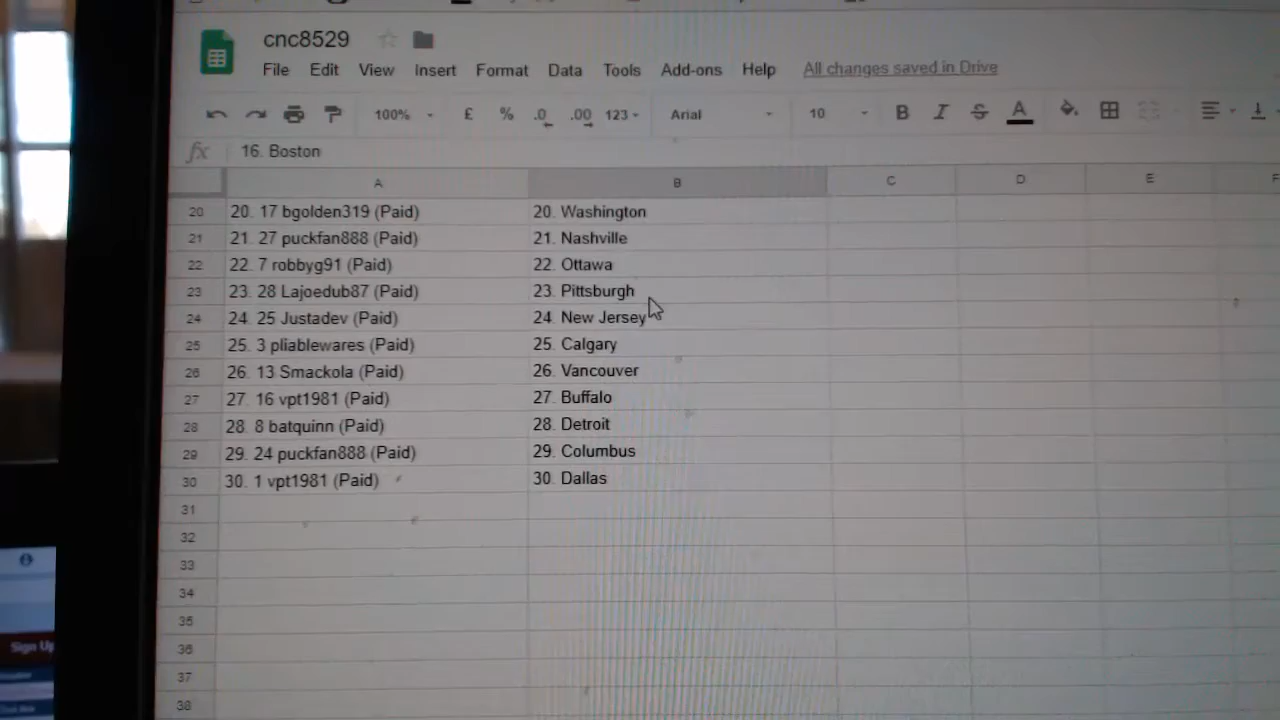 cnc8529
File Edit View Insert Format Data Tools Add-ons Help All changes saved in Drive
100% £ % .0 .00 123 Arial 10 B I S A
fx 16. Boston
A B C D E F
20 20. 17 bgolden319 (Paid) 20. Washington
21 21. 27 puckfan888 (Paid) 21. Nashville
22 22. 7 robbyg91 (Paid) 22. Ottawa
23 23. 28 Lajoedub87 (Paid) 23. Pittsburgh
24 24. 25 Justadev (Paid) 24. New Jersey
25 25. 3 pliablewares (Paid) 25. Calgary
26 26. 13 Smackola (Paid) 26. Vancouver
27 27. 16 vpt1981 (Paid) 27. Buffalo
28 28. 8 batquinn (Paid) 28. Detroit
29 29. 24 puckfan888 (Paid) 29. Columbus
30 30. 1 vpt1981 (Paid) 30. Dallas
31
32
33
34
35
36
37
38
Sign Up